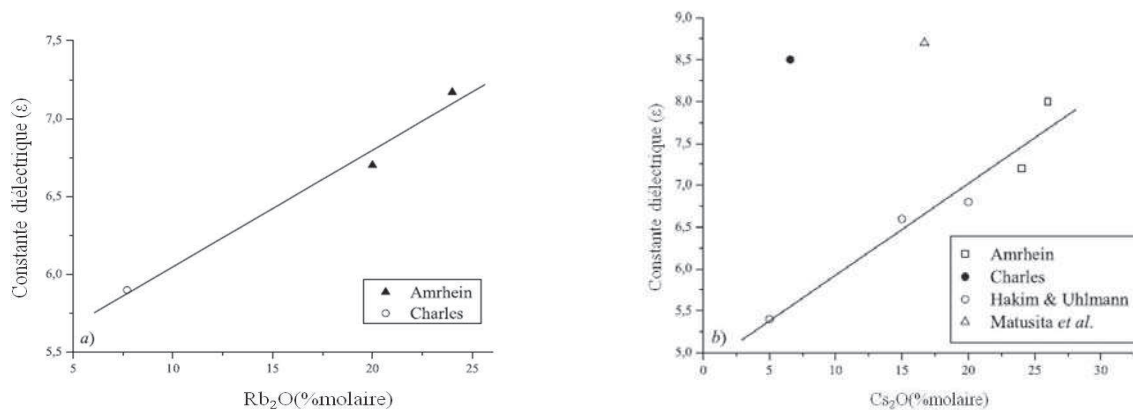 Constante diélectrique (ε)
7,5
7,0
6,5
6,0
5,5
a)
▲ Amrhein
○ Charles
5 10 15 20 25
Rb₂O(%molaire)
Constante diélectrique (ε)
9,0
8,5
8,0
7,5
7,0
6,5
6,0
5,5
5,0
b)
□ Amrhein
● Charles
○ Hakim & Uhlmann
△ Matusita et al.
0 5 10 15 20 25 30
Cs₂O(%molaire)